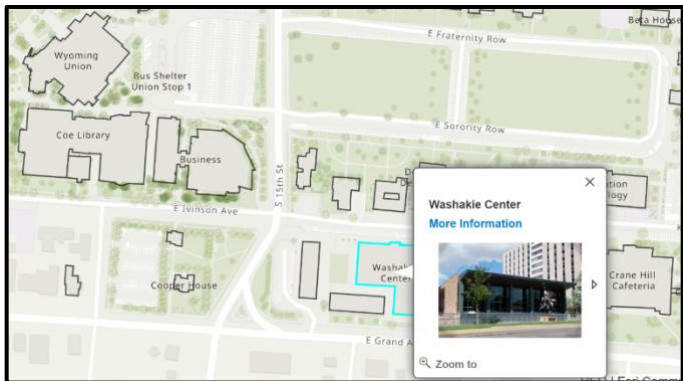 Beta House
E Fraternity Row
Wyoming
Union
Bus Shelter
Union Stop 1
E Sorority Row
Coe Library
Business
S 15th St
E Ivinson Ave
Washakie Center
More Information
Center
Cooper House
Crane Hill
Cafeteria
E Grand
Zoom to